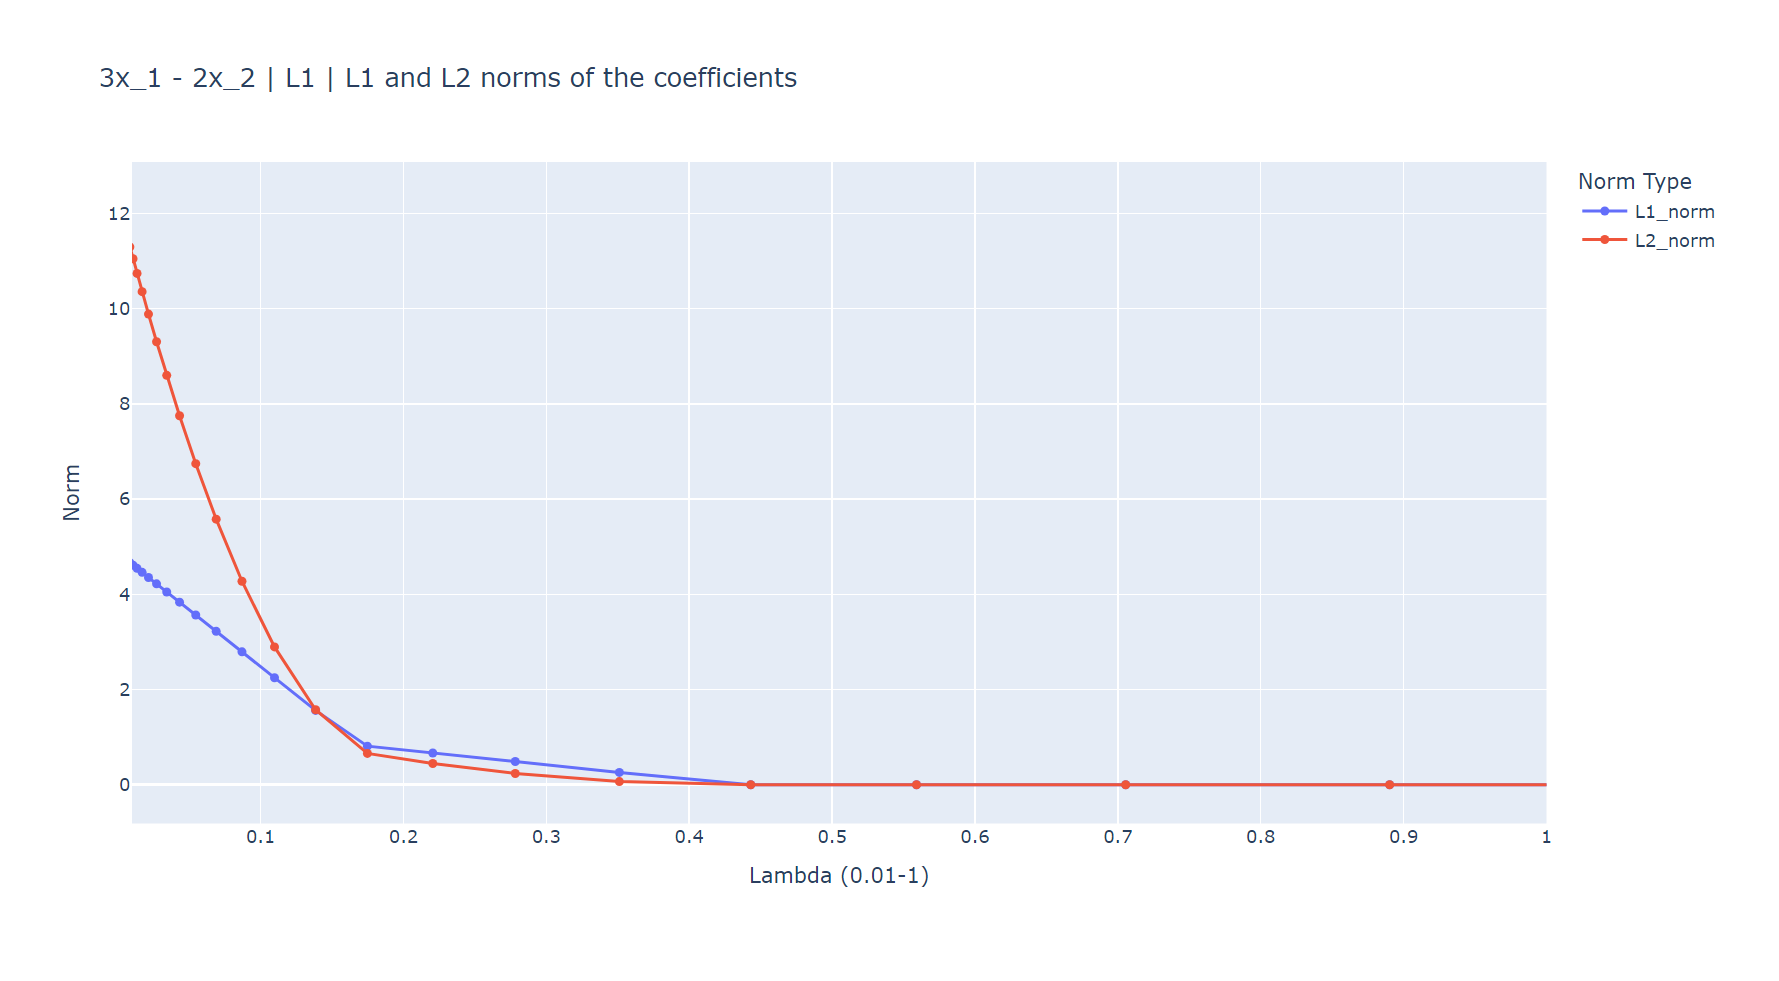 3x_1 - 2x_2 | L1 | L1 and L2 norms of the coefficients
Norm Type
L1_norm
L2_norm
12
10
8
6
4
2
0
Norm
0.1 0.2 0.3 0.4 0.5 0.6 0.7 0.8 0.9 1
Lambda (0.01-1)